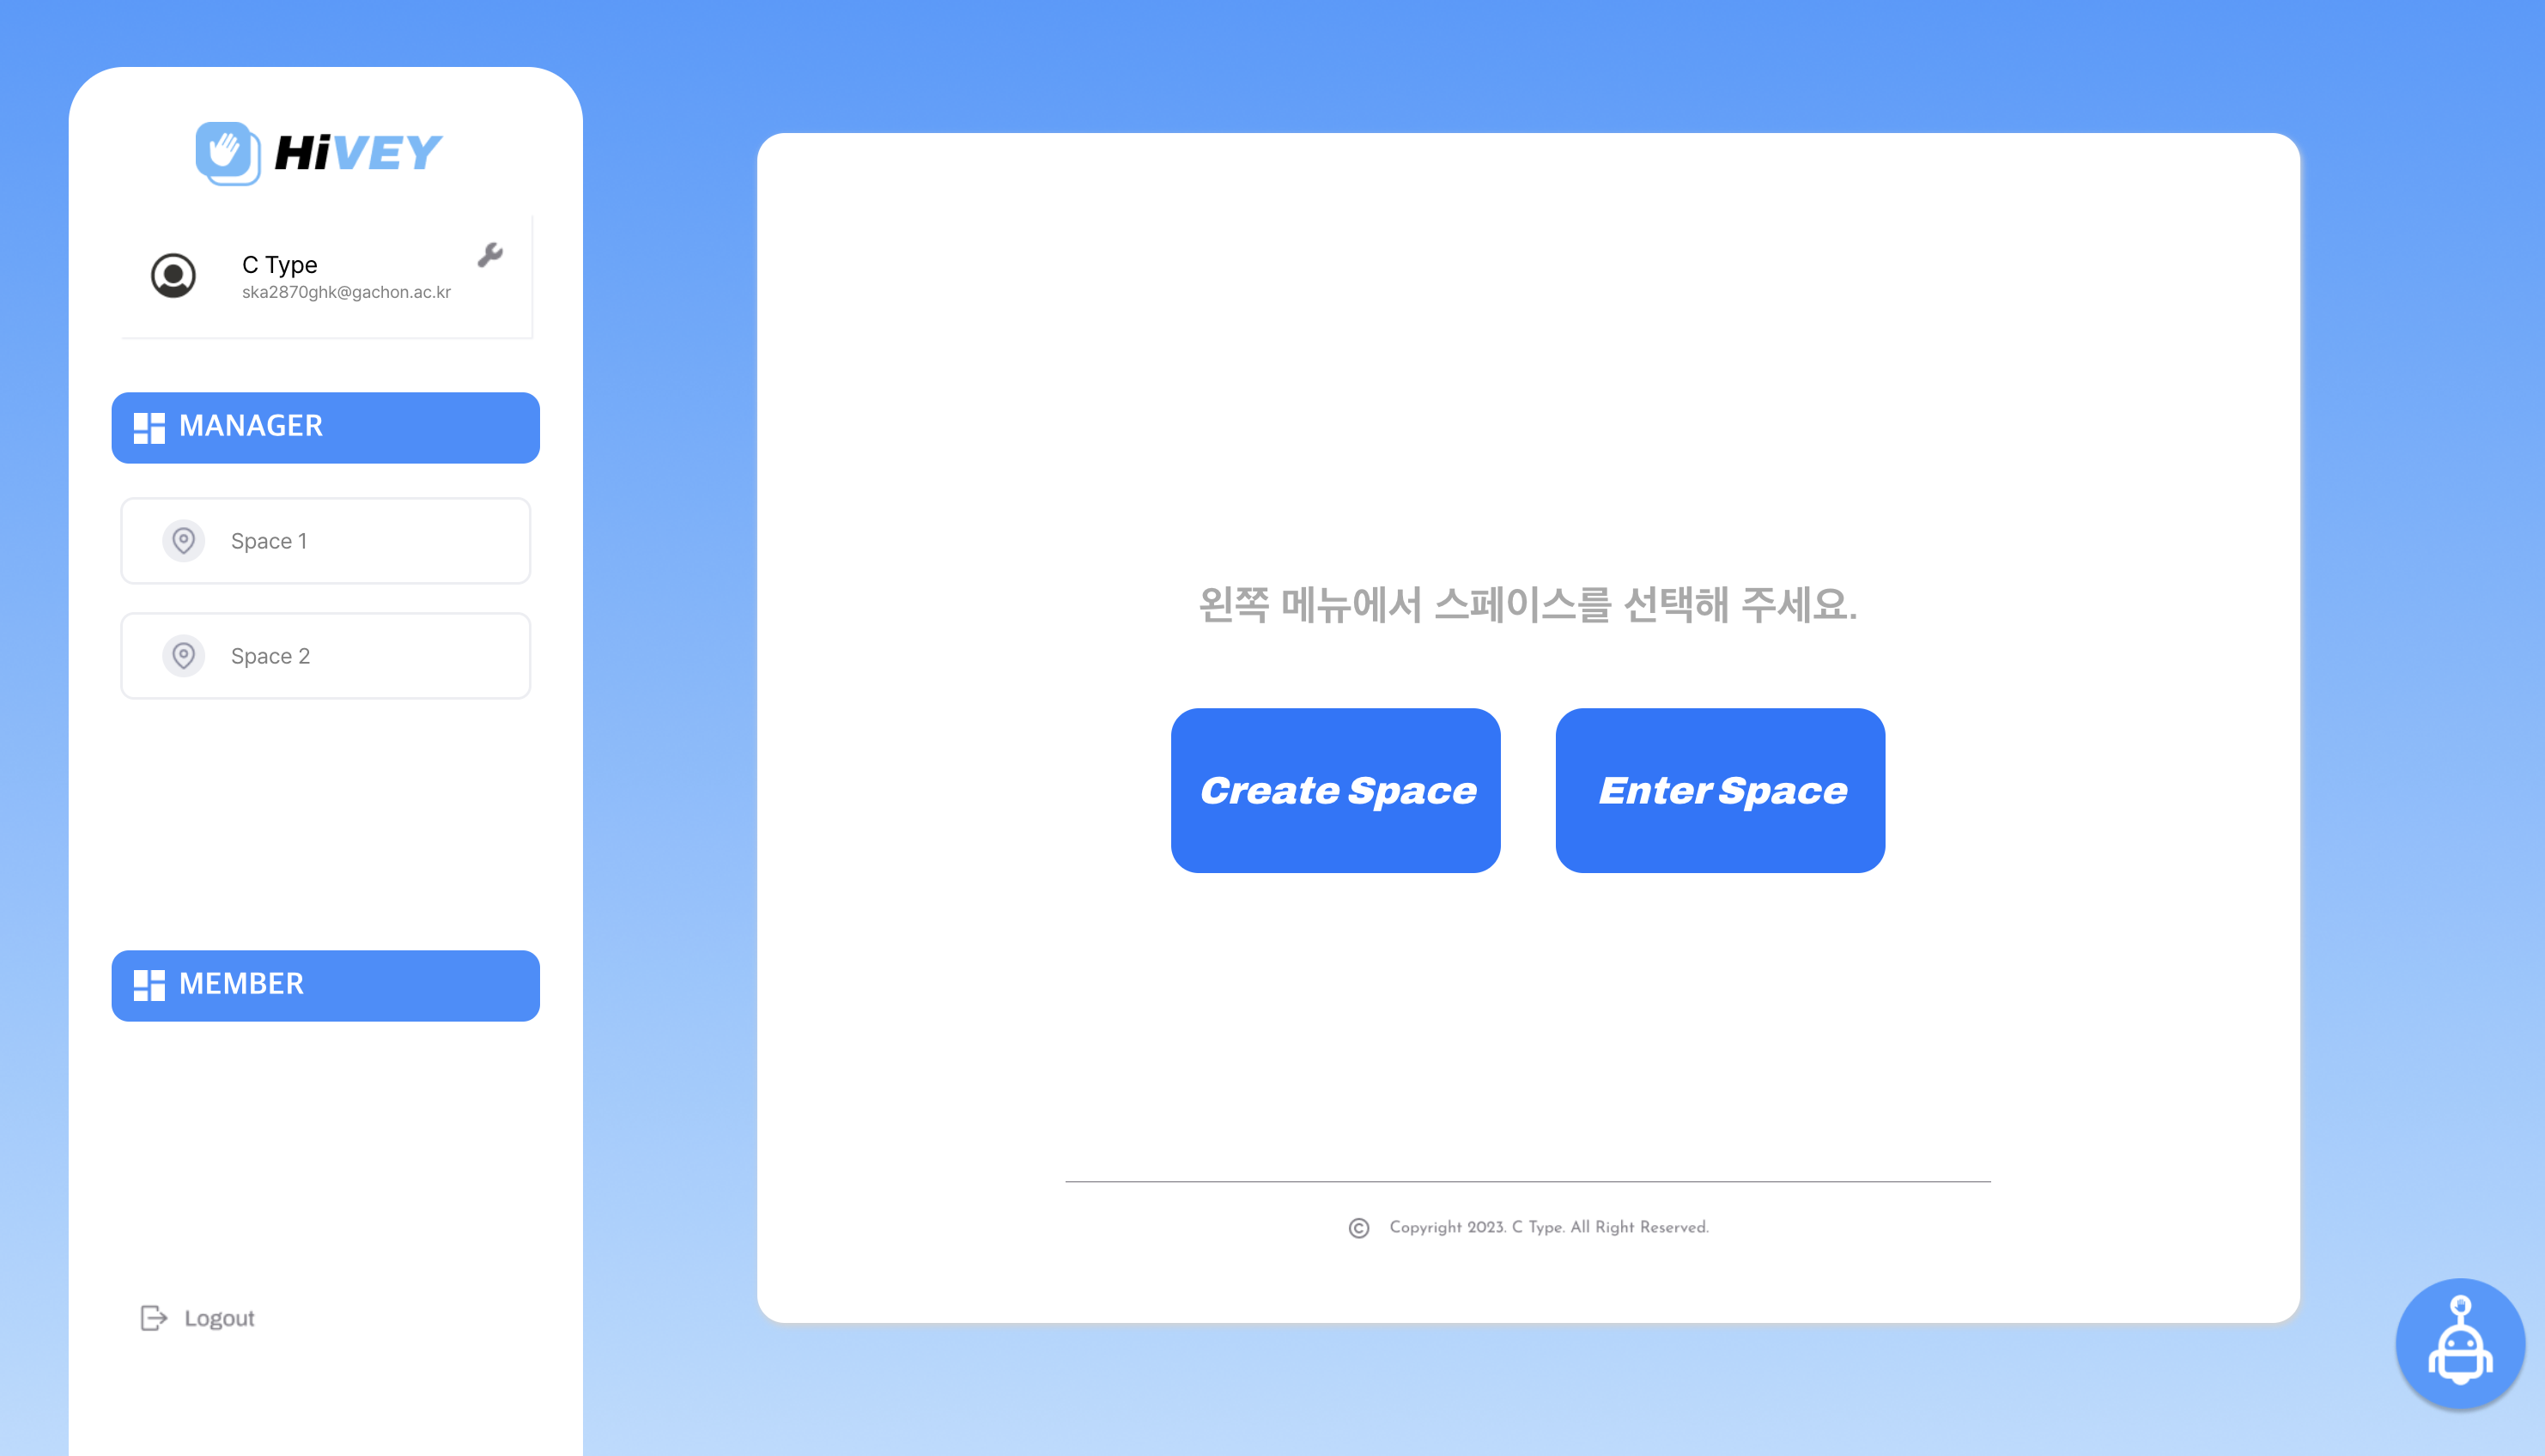 HiVEY
C Type
ska2870ghk@gachon.ac.kr
MANAGER
Space 1
Space 2
MEMBER
Logout
왼쪽 메뉴에서 스페이스를 선택해 주세요.
Create Space
Enter Space
© Copyright 2023. C Type. All Right Reserved.